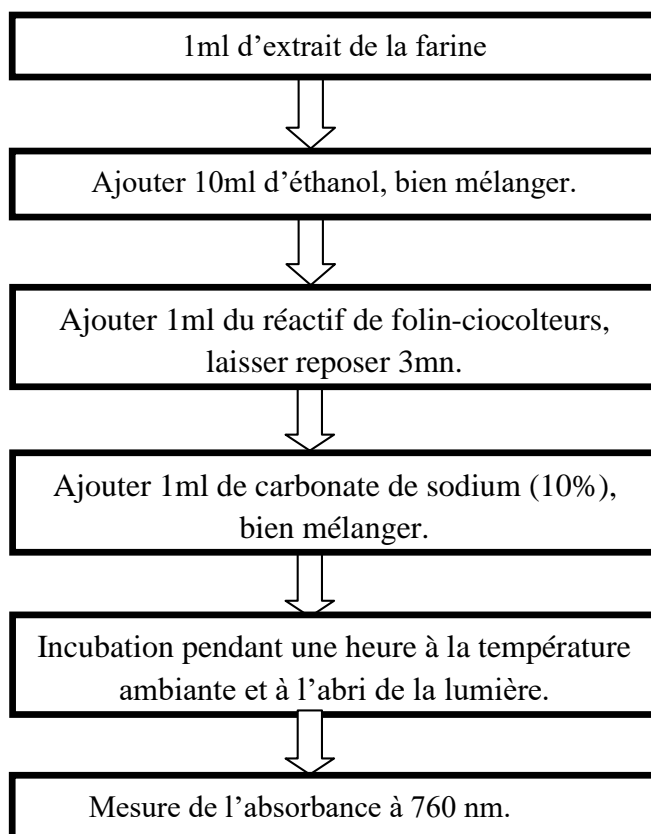 1ml d’extrait de la farine
Ajouter 10ml d’éthanol, bien mélanger.
Ajouter 1ml du réactif de folin-ciocolteurs,
laisser reposer 3mn.
Ajouter 1ml de carbonate de sodium (10%),
bien mélanger.
Incubation pendant une heure à la température
ambiante et à l’abri de la lumière.
Mesure de l’absorbance à 760 nm.